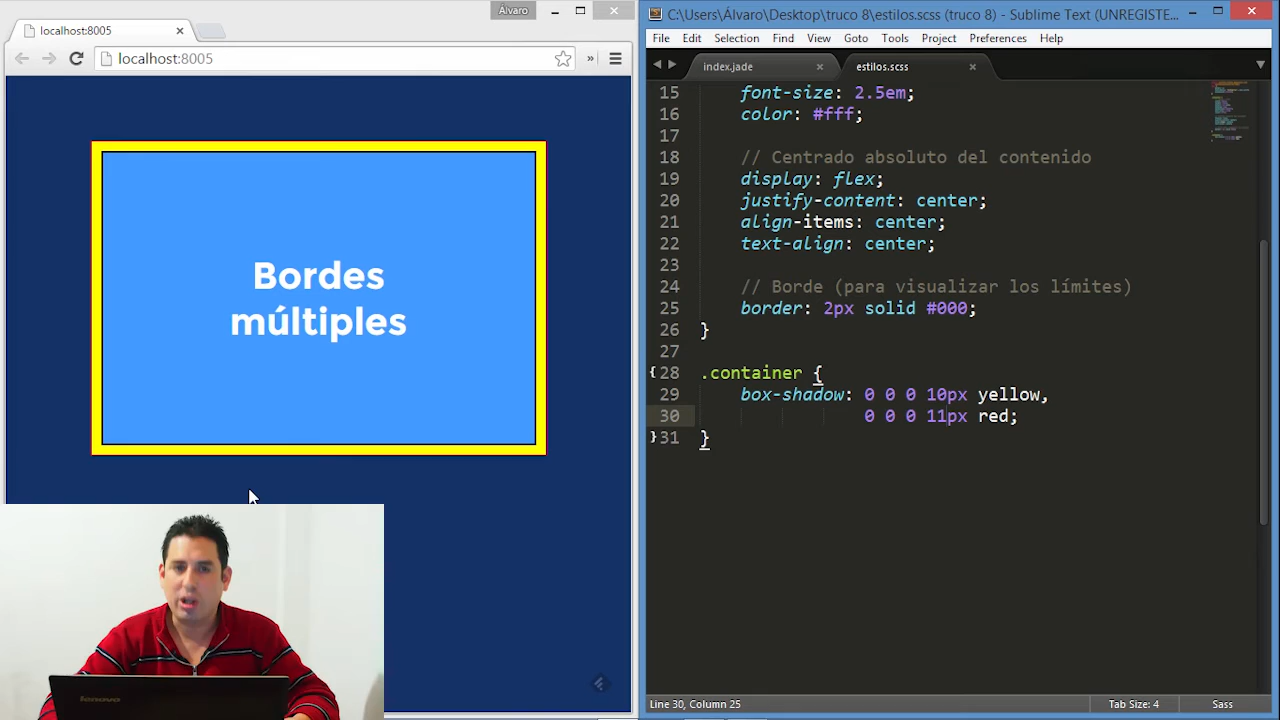 Álvaro
localhost:8005
localhost:8005
»
Bordes
múltiples
C:\Users\Álvaro\Desktop\truco 8\estilos.scss (truco 8) - Sublime Text (UNREGISTE...
File Edit Selection Find View Goto Tools Project Preferences Help
index.jade estilos.scss
15 font-size: 2.5em;
16 color: #fff;
17
18 // Centrado absoluto del contenido
19 display: flex;
20 justify-content: center;
21 align-items: center;
22 text-align: center;
23
24 // Borde (para visualizar los límites)
25 border: 2px solid #000;
26 }
27
28 .container {
29 box-shadow: 0 0 0 10px yellow,
30 0 0 0 11px red;
31 }
Line 30, Column 25 Tab Size: 4 Sass